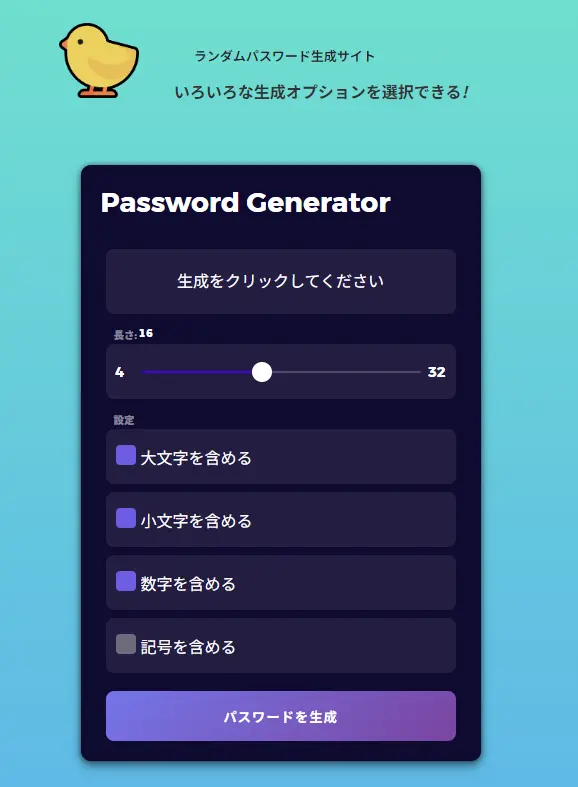 ランダムパスワード生成サイト
いろいろな生成オプションを選択できる!
Password Generator
生成をクリックしてください
長さ:16
4 32
設定
大文字を含める
小文字を含める
数字を含める
記号を含める
パスワードを生成